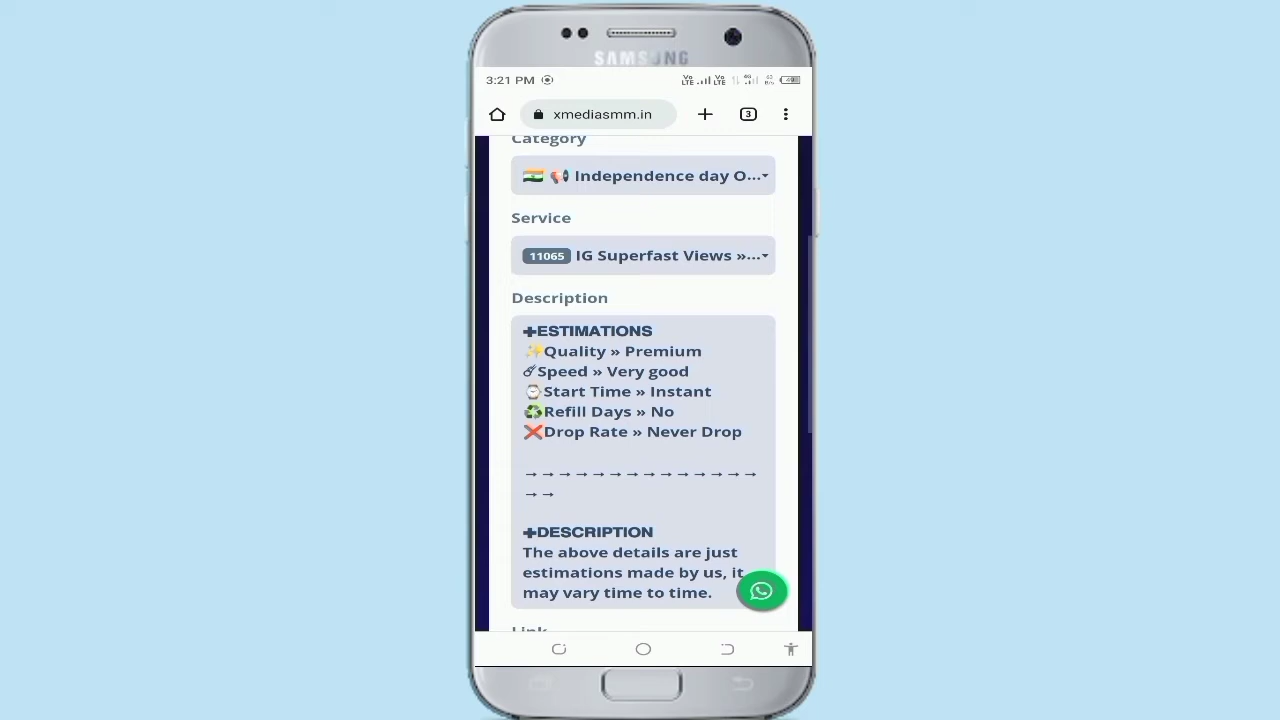 SAMSUNG
3:21 PM
xmediasmm.in
3
Category
🇮🇳 📢 Independence day O...
Service
11065 IG Superfast Views »...
Description
➕ESTIMATIONS
✨Quality » Premium
☄Speed » Very good
⌚Start Time » Instant
♻️Refill Days » No
❌Drop Rate » Never Drop
→ → → → → → → → → → → → → →
→ →
➕DESCRIPTION
The above details are just
estimations made by us, it
may vary time to time.
Link